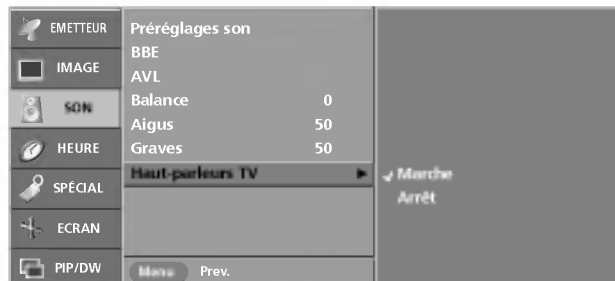 EMETTEUR
IMAGE
SON
HEURE
SPÉCIAL
ECRAN
PIP/DW
Préréglages son
BBE
AVL
Balance 0
Aigus 50
Graves 50
Haut-parleurs TV
Marche
Arrêt
Menu Prev.